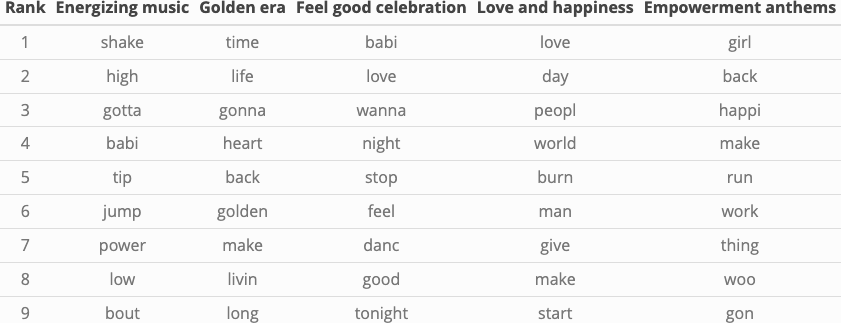 Rank Energizing music Golden era Feel good celebration Love and happiness Empowerment anthems
1 shake time babi love girl
2 high life love day back
3 gotta gonna wanna peopl happi
4 babi heart night world make
5 tip back stop burn run
6 jump golden feel man work
7 power make danc give thing
8 low livin good make woo
9 bout long tonight start gon